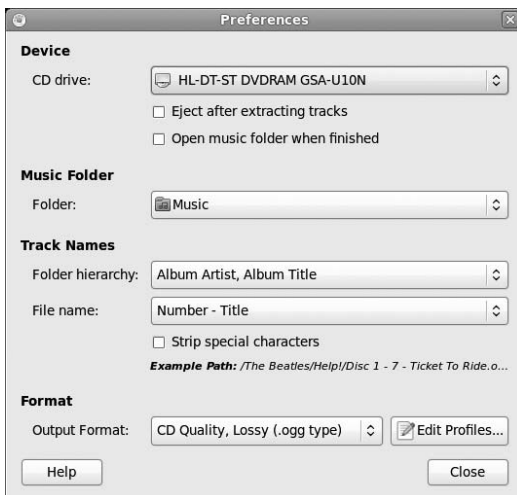 Preferences
Device
CD drive: HL-DT-ST DVDRAM GSA-U10N
Eject after extracting tracks
Open music folder when finished
Music Folder
Folder: Music
Track Names
Folder hierarchy: Album Artist, Album Title
File name: Number - Title
Strip special characters
Example Path: /The Beatles/Help!/Disc 1 - 7 - Ticket To Ride.o...
Format
Output Format: CD Quality, Lossy (.ogg type) Edit Profiles...
Help Close